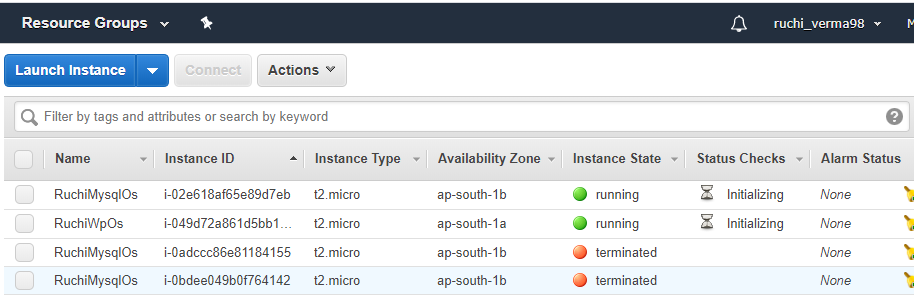 Resource Groups ruchi_verma98 M
Launch Instance Connect Actions
Filter by tags and attributes or search by keyword ?
Name Instance ID Instance Type Availability Zone Instance State Status Checks Alarm Status
RuchiMysqlOs i-02e618af65e89d7eb t2.micro ap-south-1b running Initializing None
RuchiWpOs i-049d72a861d5bb1... t2.micro ap-south-1a running Initializing None
RuchiMysqlOs i-0adccc86e81184155 t2.micro ap-south-1b terminated None
RuchiMysqlOs i-0bdee049b0f764142 t2.micro ap-south-1b terminated None